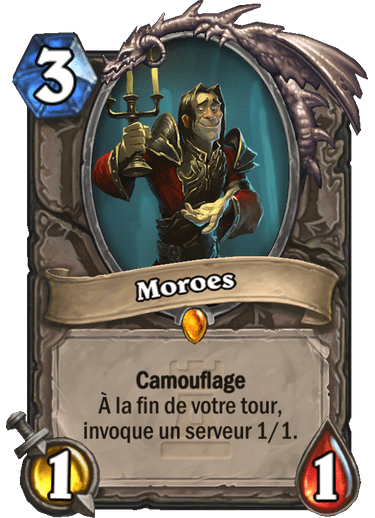 3
Moroes
Camouflage
À la fin de votre tour,
invoque un serveur 1/1.
1
1